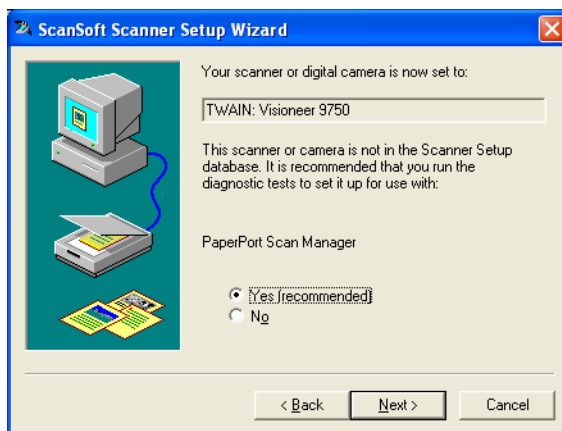 ScanSoft Scanner Setup Wizard
Your scanner or digital camera is now set to:
TWAIN: Visioneer 9750
This scanner or camera is not in the Scanner Setup
database. It is recommended that you run the
diagnostic tests to set it up for use with:
PaperPort Scan Manager
Yes (recommended)
No
< Back
Next >
Cancel